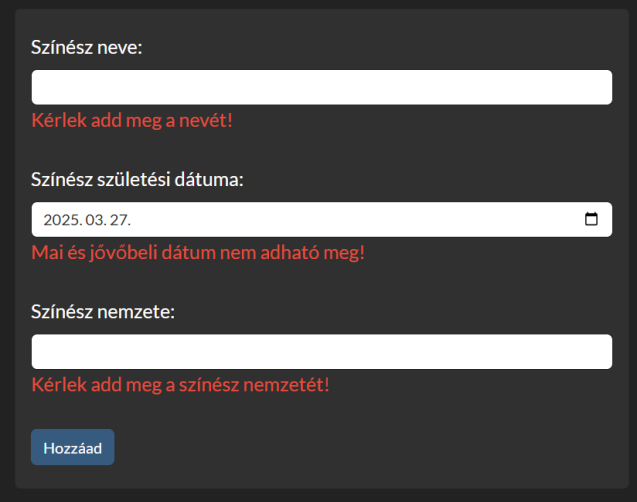 Színész neve:
Kérlek add meg a nevét!
Színész születési dátuma:
2025. 03. 27.
Mai és jővőbeli dátum nem adható meg!
Színész nemzete:
Kérlek add meg a színész nemzetét!
Hozzáad